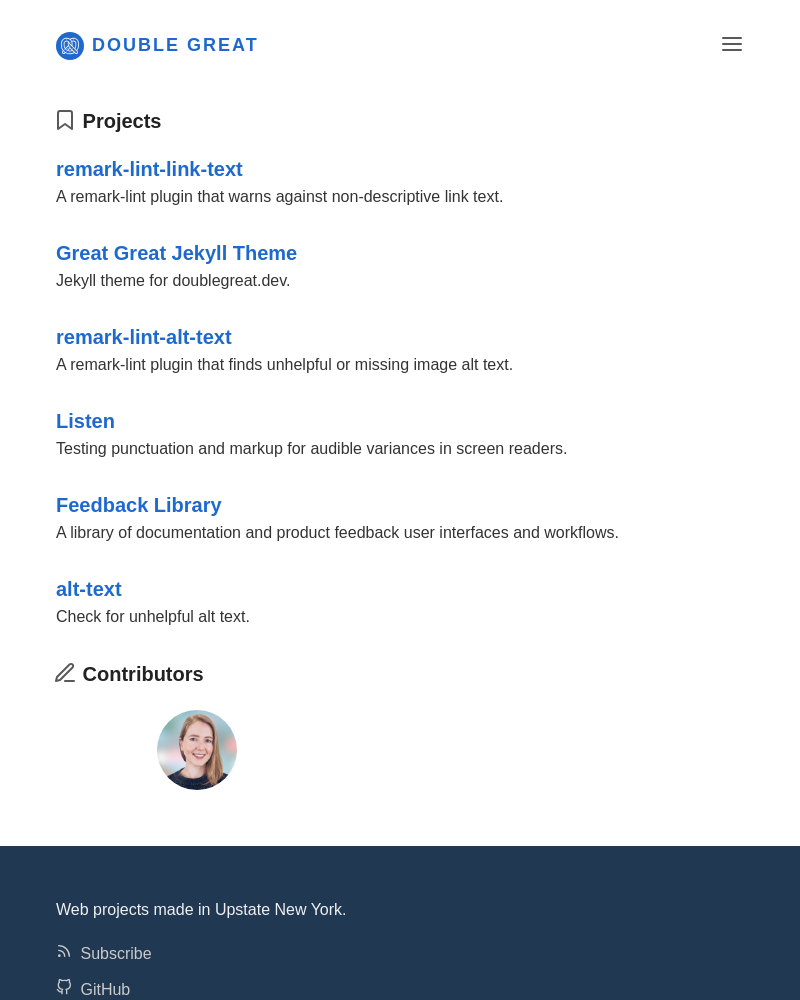 DOUBLE GREAT
Projects
remark-lint-link-text
A remark-lint plugin that warns against non-descriptive link text.
Great Great Jekyll Theme
Jekyll theme for doublegreat.dev.
remark-lint-alt-text
A remark-lint plugin that finds unhelpful or missing image alt text.
Listen
Testing punctuation and markup for audible variances in screen readers.
Feedback Library
A library of documentation and product feedback user interfaces and workflows.
alt-text
Check for unhelpful alt text.
Contributors
Web projects made in Upstate New York.
Subscribe
GitHub